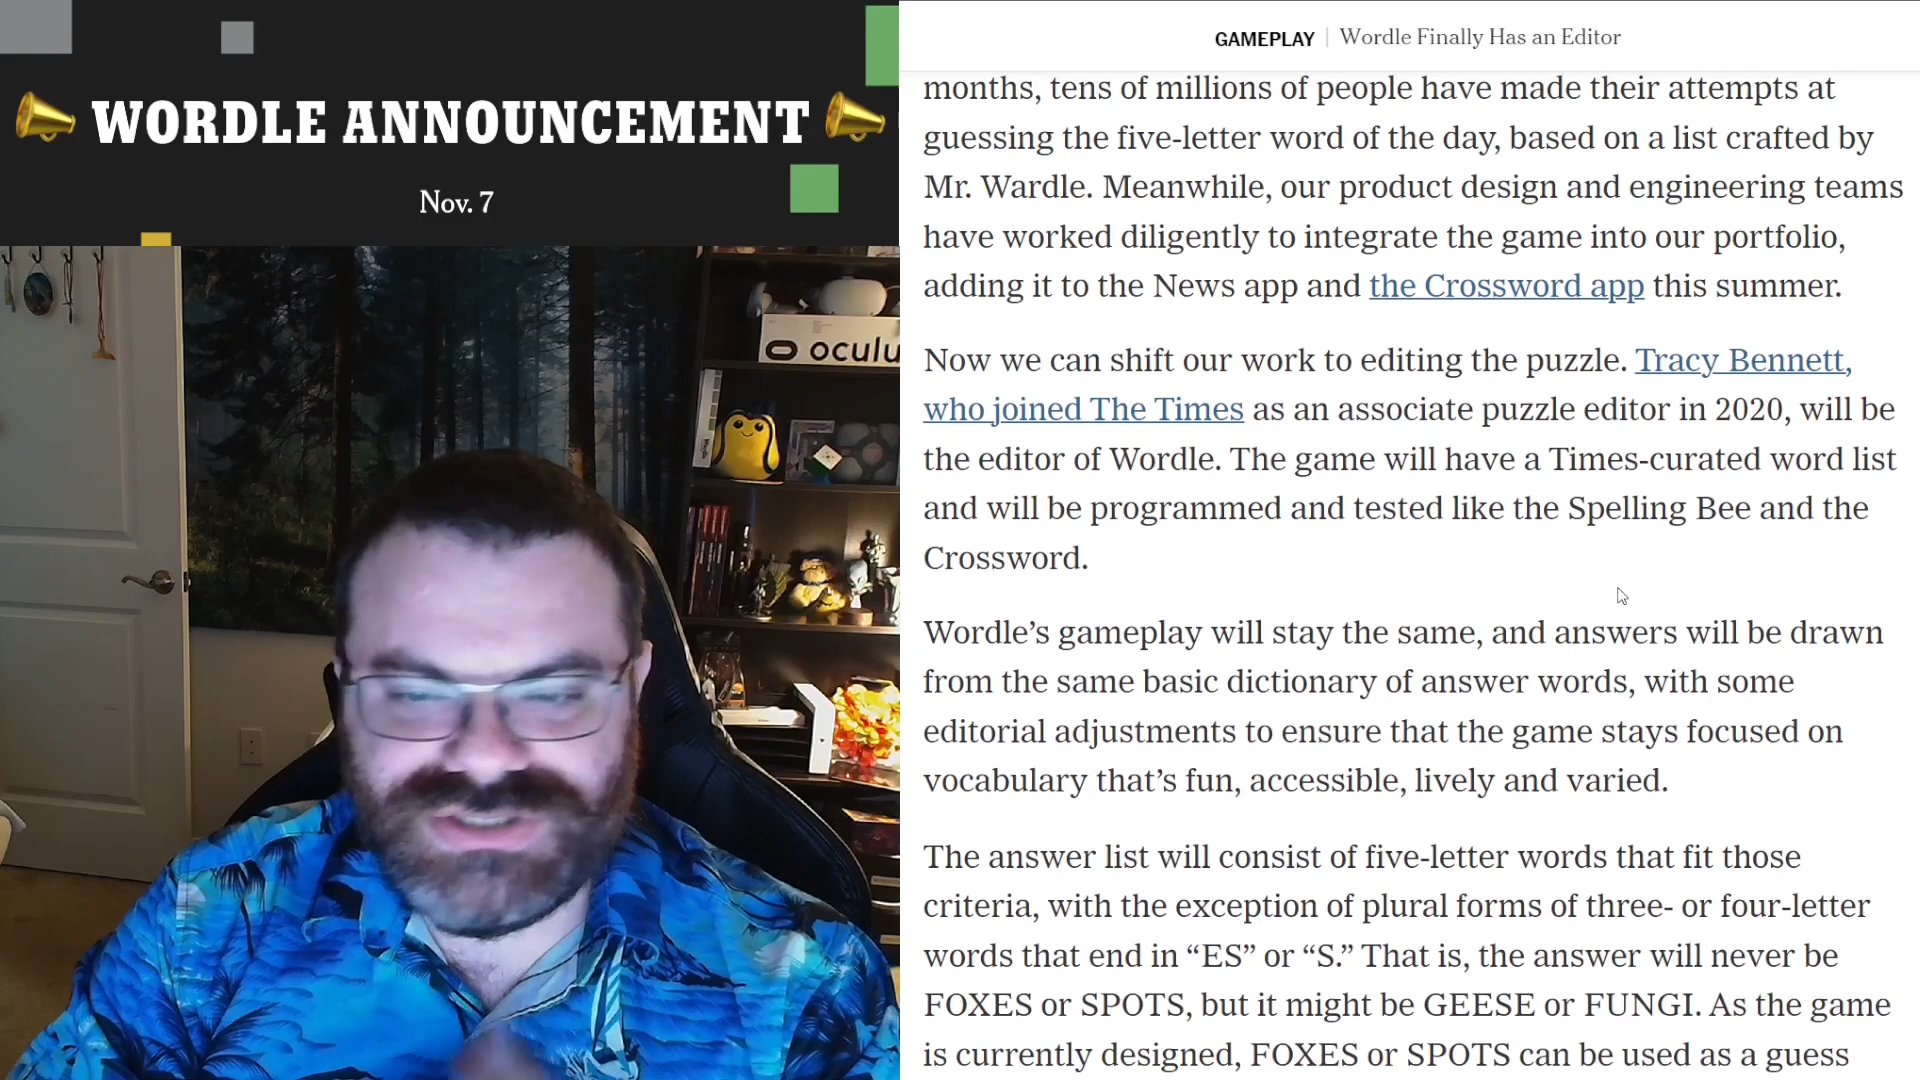 WORDLE ANNOUNCEMENT
Nov. 7
oculu
GAMEPLAY | Wordle Finally Has an Editor
months, tens of millions of people have made their attempts at
guessing the five-letter word of the day, based on a list crafted by
Mr. Wardle. Meanwhile, our product design and engineering teams
have worked diligently to integrate the game into our portfolio,
adding it to the News app and the Crossword app this summer.
Now we can shift our work to editing the puzzle. Tracy Bennett,
who joined The Times as an associate puzzle editor in 2020, will be
the editor of Wordle. The game will have a Times-curated word list
and will be programmed and tested like the Spelling Bee and the
Crossword.
Wordle’s gameplay will stay the same, and answers will be drawn
from the same basic dictionary of answer words, with some
editorial adjustments to ensure that the game stays focused on
vocabulary that’s fun, accessible, lively and varied.
The answer list will consist of five-letter words that fit those
criteria, with the exception of plural forms of three- or four-letter
words that end in “ES” or “S.” That is, the answer will never be
FOXES or SPOTS, but it might be GEESE or FUNGI. As the game
is currently designed, FOXES or SPOTS can be used as a guess